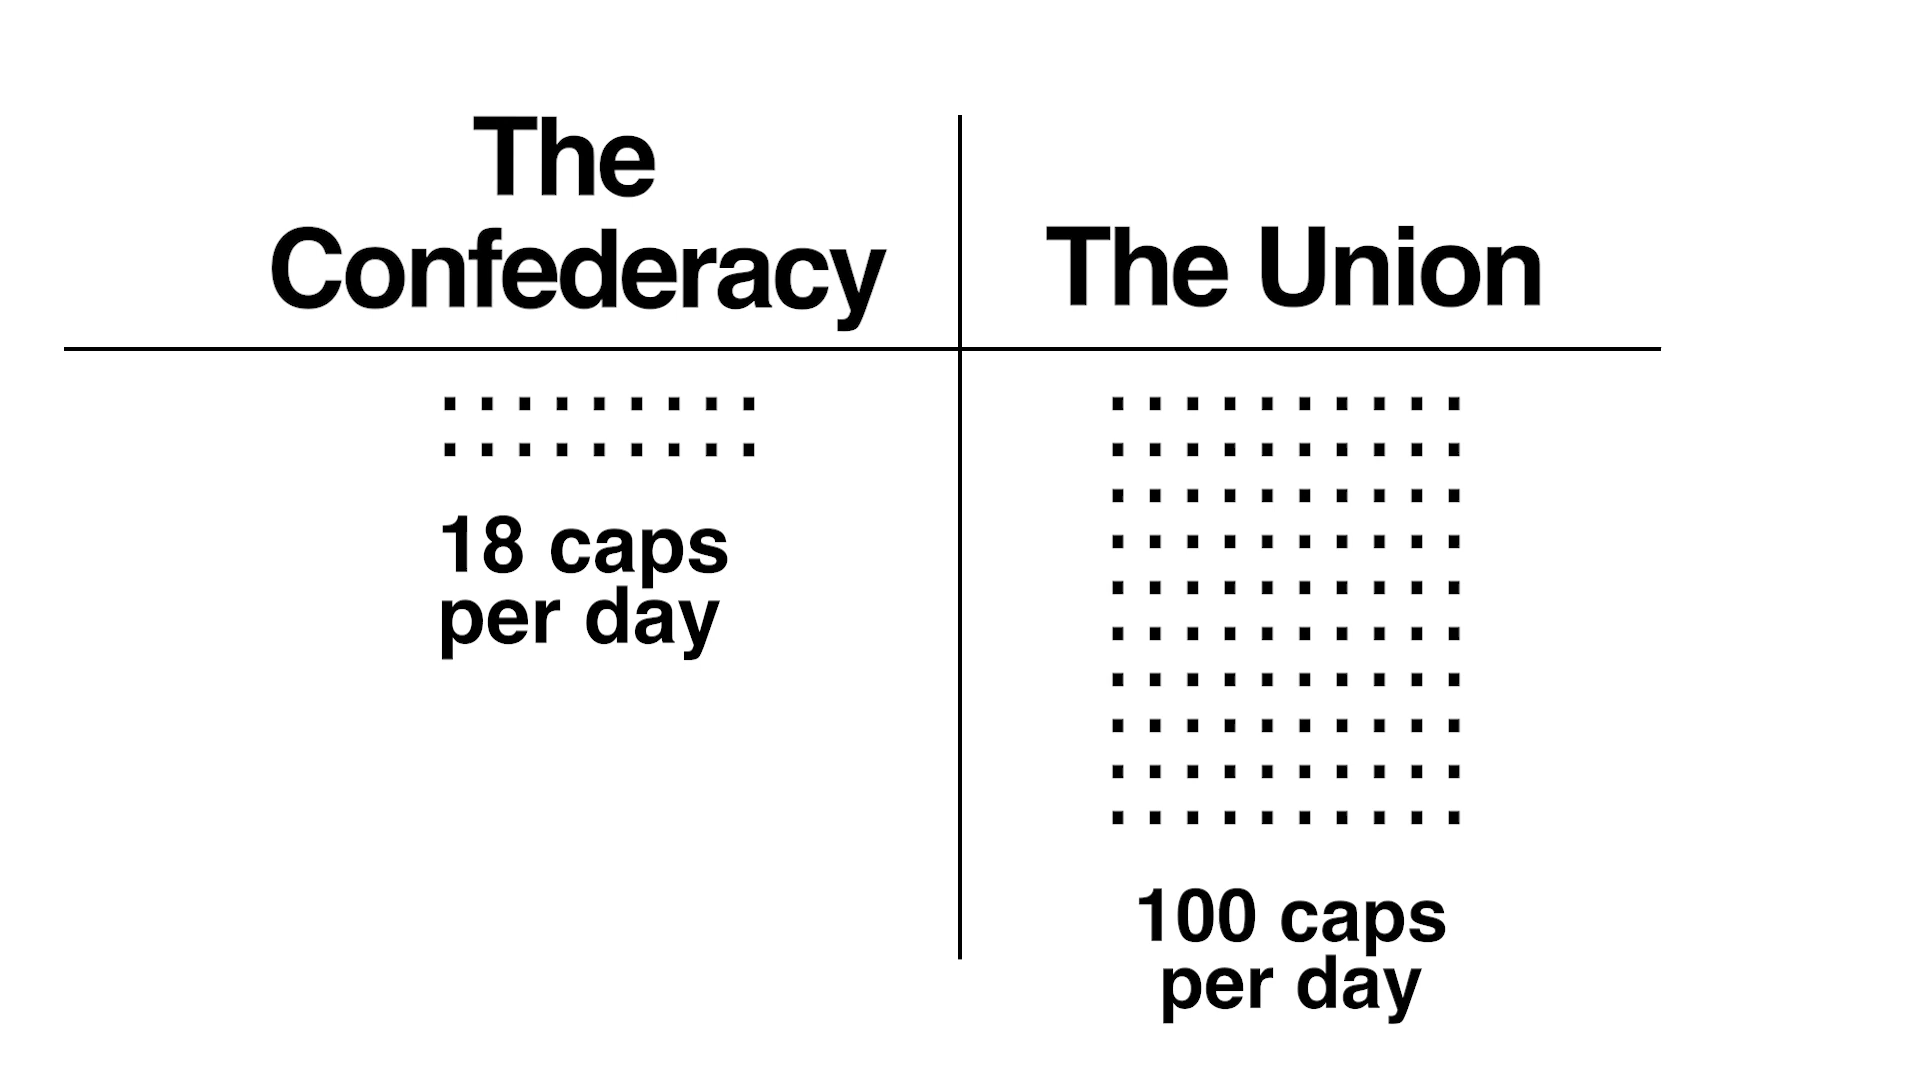 The
Confederacy
The Union
18 caps
per day
100 caps
per day